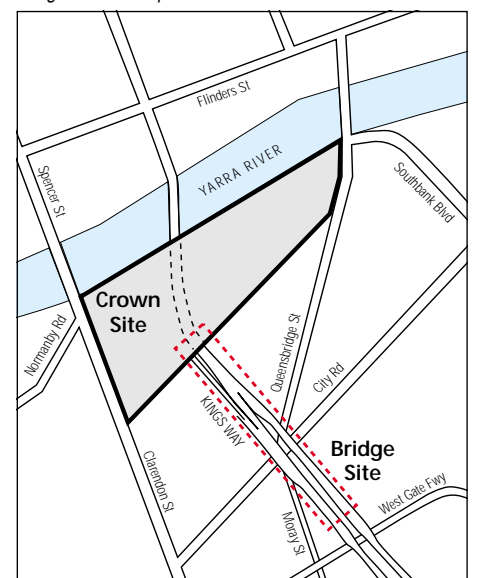 Flinders St
YARRA RIVER
Spencer St
Southbank Blvd
Crown
Site
Normanby Rd
Queensbridge St
City Rd
KINGS WAY
Bridge
Site
Clarendon St
West Gate Fwy
Moray St